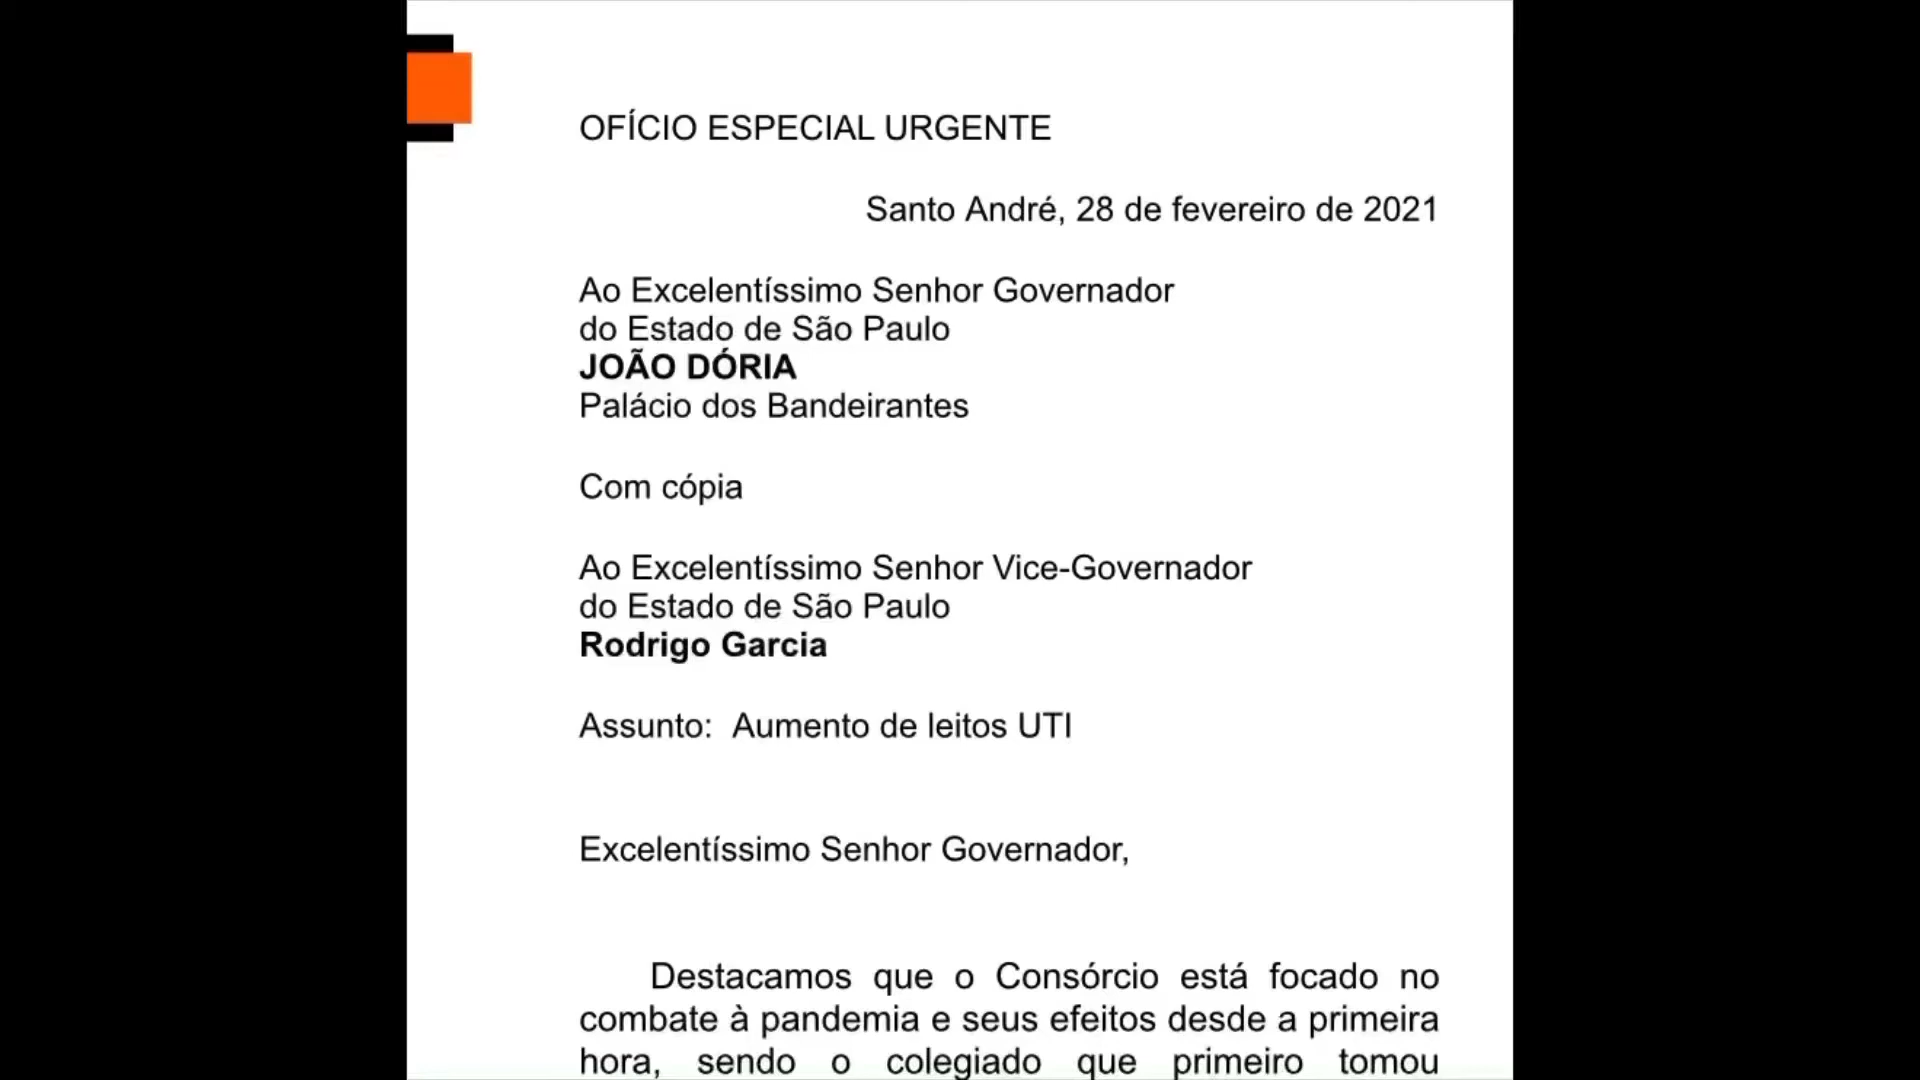 OFÍCIO ESPECIAL URGENTE
Santo André, 28 de fevereiro de 2021
Ao Excelentíssimo Senhor Governador
do Estado de São Paulo
JOÃO DÓRIA
Palácio dos Bandeirantes
Com cópia
Ao Excelentíssimo Senhor Vice-Governador
do Estado de São Paulo
Rodrigo Garcia
Assunto: Aumento de leitos UTI
Excelentíssimo Senhor Governador,
Destacamos que o Consórcio está focado no
combate à pandemia e seus efeitos desde a primeira
hora, sendo o colegiado que primeiro tomou